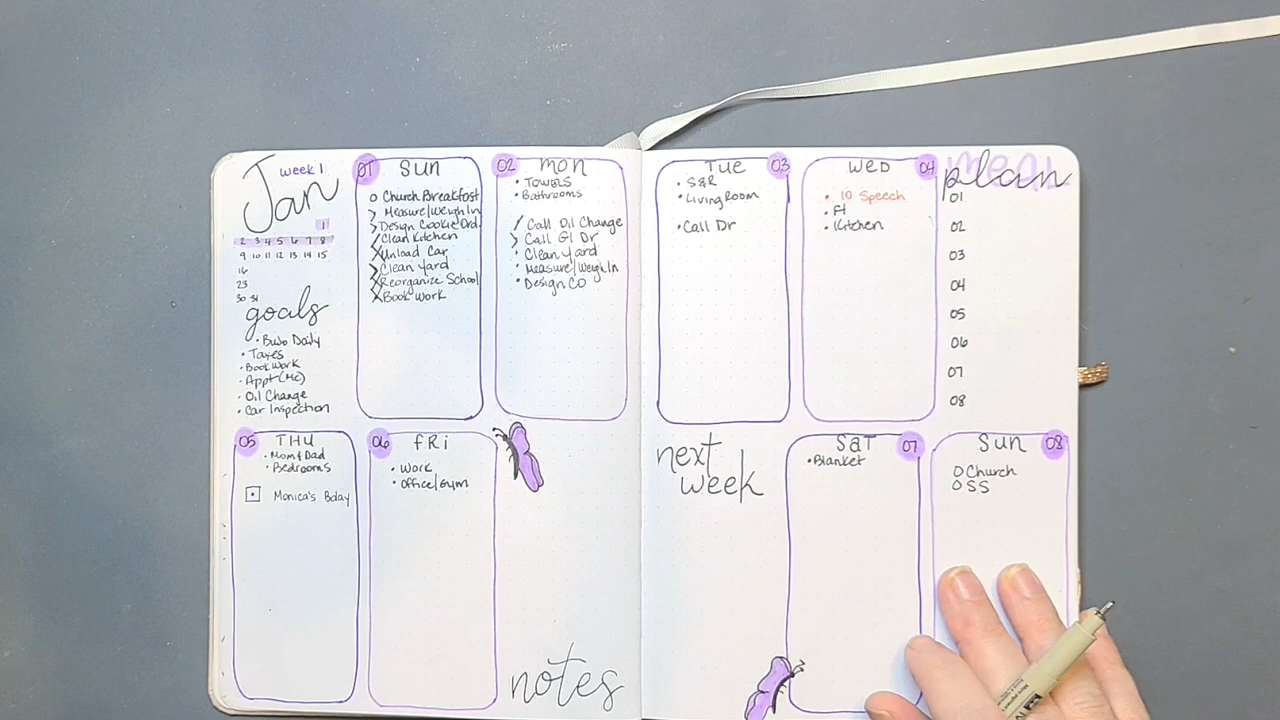 Jan
week 1
1
2 3 4 5 6 7 8
9 10 11 12 13 14 15
16
23
30 31
goals
• BuJo Daily
• Taxes
• Book Work
• Appt (Me)
• Oil Change
• Car Inspection
01 SUN
Church Breakfast
Measure/Weigh In
Design Cookie Ord.
Clean Kitchen
Unload Car
Clean Yard
Reorganize School
Book Work
02 MON
• TOWELS
• Bathrooms
Call Oil Change
Call GI Dr
• Clean Yard
• Measure/Weigh In
• Design CO
TUE 03
• S&R
• Living Room
• Call Dr
WED 04
• 10 Speech
• FI
• Kitchen
meal
plan
01
02
03
04
05
06
07
08
05 THU
• Mom & Dad
• Bedrooms
Monica's Bday
06 FRI
• Work
• Office/Gym
notes
next
week
SAT 07
• Blanket
SUN 08
O Church
O SS